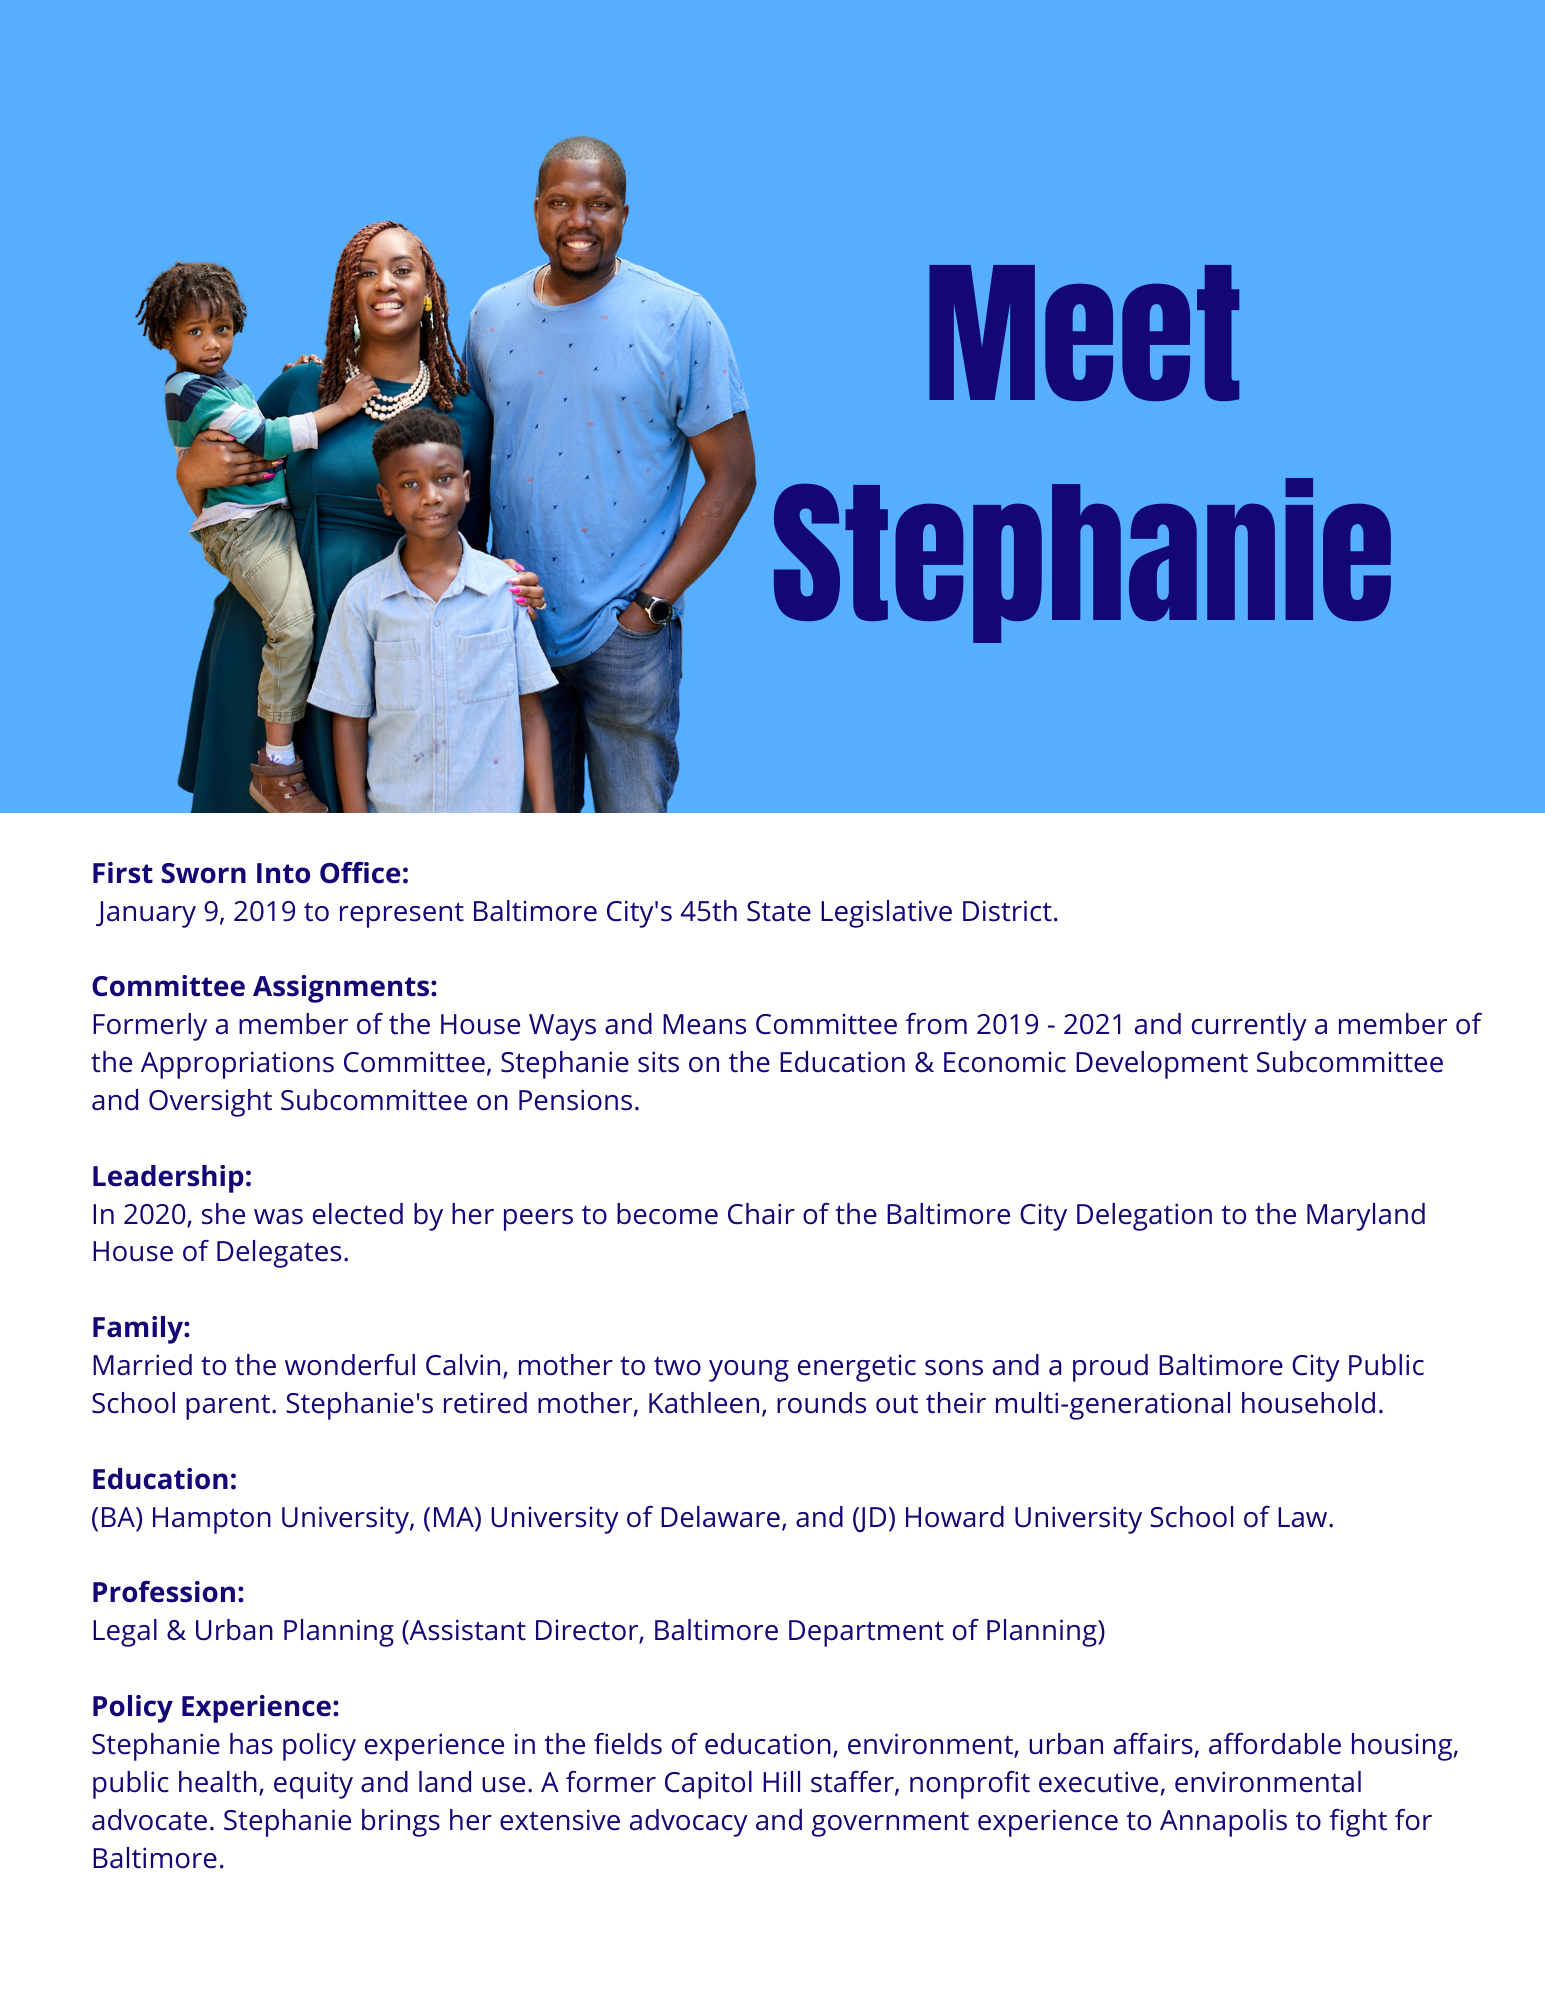 Meet
Stephanie
First Sworn Into Office:
January 9, 2019 to represent Baltimore City's 45th State Legislative District.
Committee Assignments:
Formerly a member of the House Ways and Means Committee from 2019 - 2021 and currently a member of
the Appropriations Committee, Stephanie sits on the Education & Economic Development Subcommittee
and Oversight Subcommittee on Pensions.
Leadership:
In 2020, she was elected by her peers to become Chair of the Baltimore City Delegation to the Maryland
House of Delegates.
Family:
Married to the wonderful Calvin, mother to two young energetic sons and a proud Baltimore City Public
School parent. Stephanie's retired mother, Kathleen, rounds out their multi-generational household.
Education:
(BA) Hampton University, (MA) University of Delaware, and (JD) Howard University School of Law.
Profession:
Legal & Urban Planning (Assistant Director, Baltimore Department of Planning)
Policy Experience:
Stephanie has policy experience in the fields of education, environment, urban affairs, affordable housing,
public health, equity and land use. A former Capitol Hill staffer, nonprofit executive, environmental
advocate. Stephanie brings her extensive advocacy and government experience to Annapolis to fight for
Baltimore.